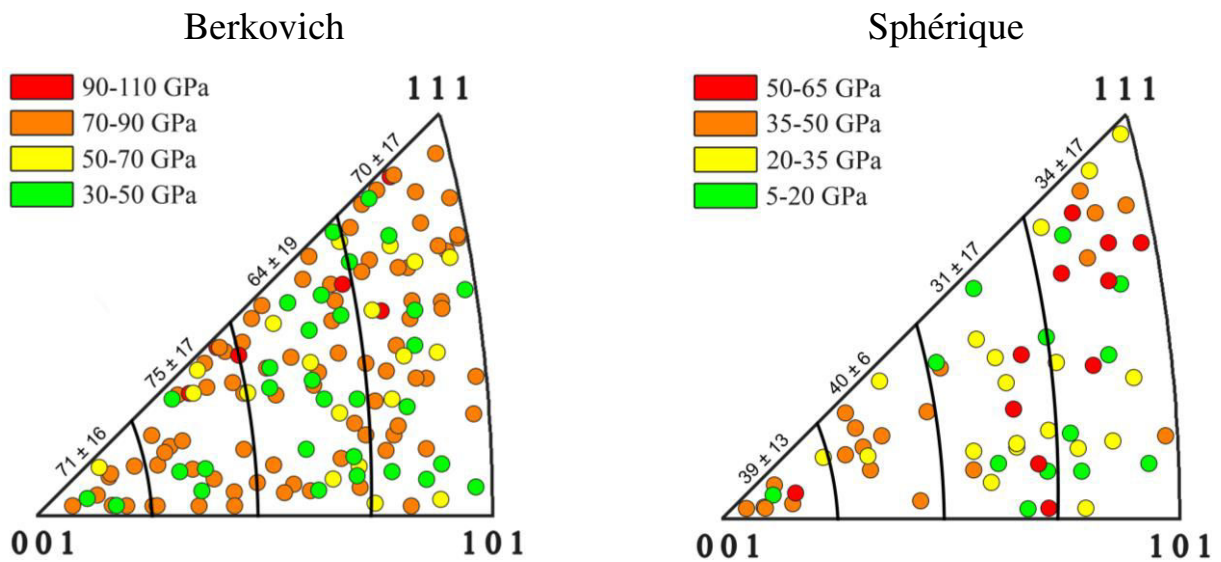 Berkovich
90-110 GPa
70-90 GPa
50-70 GPa
30-50 GPa
1 1 1
70 ± 17
64 ± 19
75 ± 17
71 ± 16
0 0 1
1 0 1
Sphérique
50-65 GPa
35-50 GPa
20-35 GPa
5-20 GPa
1 1 1
34 ± 17
31 ± 17
40 ± 6
39 ± 13
0 0 1
1 0 1